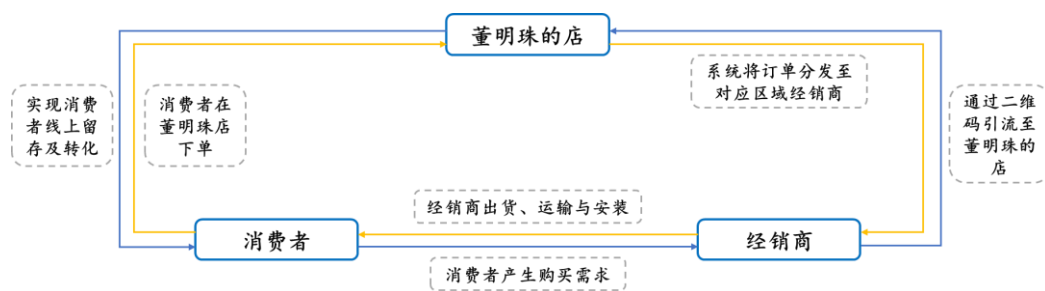 董明珠的店
系统将订单分发至
对应区域经销商
实现消费
者线上留
存及转化
消费者在
董明珠店
下单
通过二维
码引流至
董明珠的
店
经销商出货、运输与安装
消费者
经销商
消费者产生购买需求